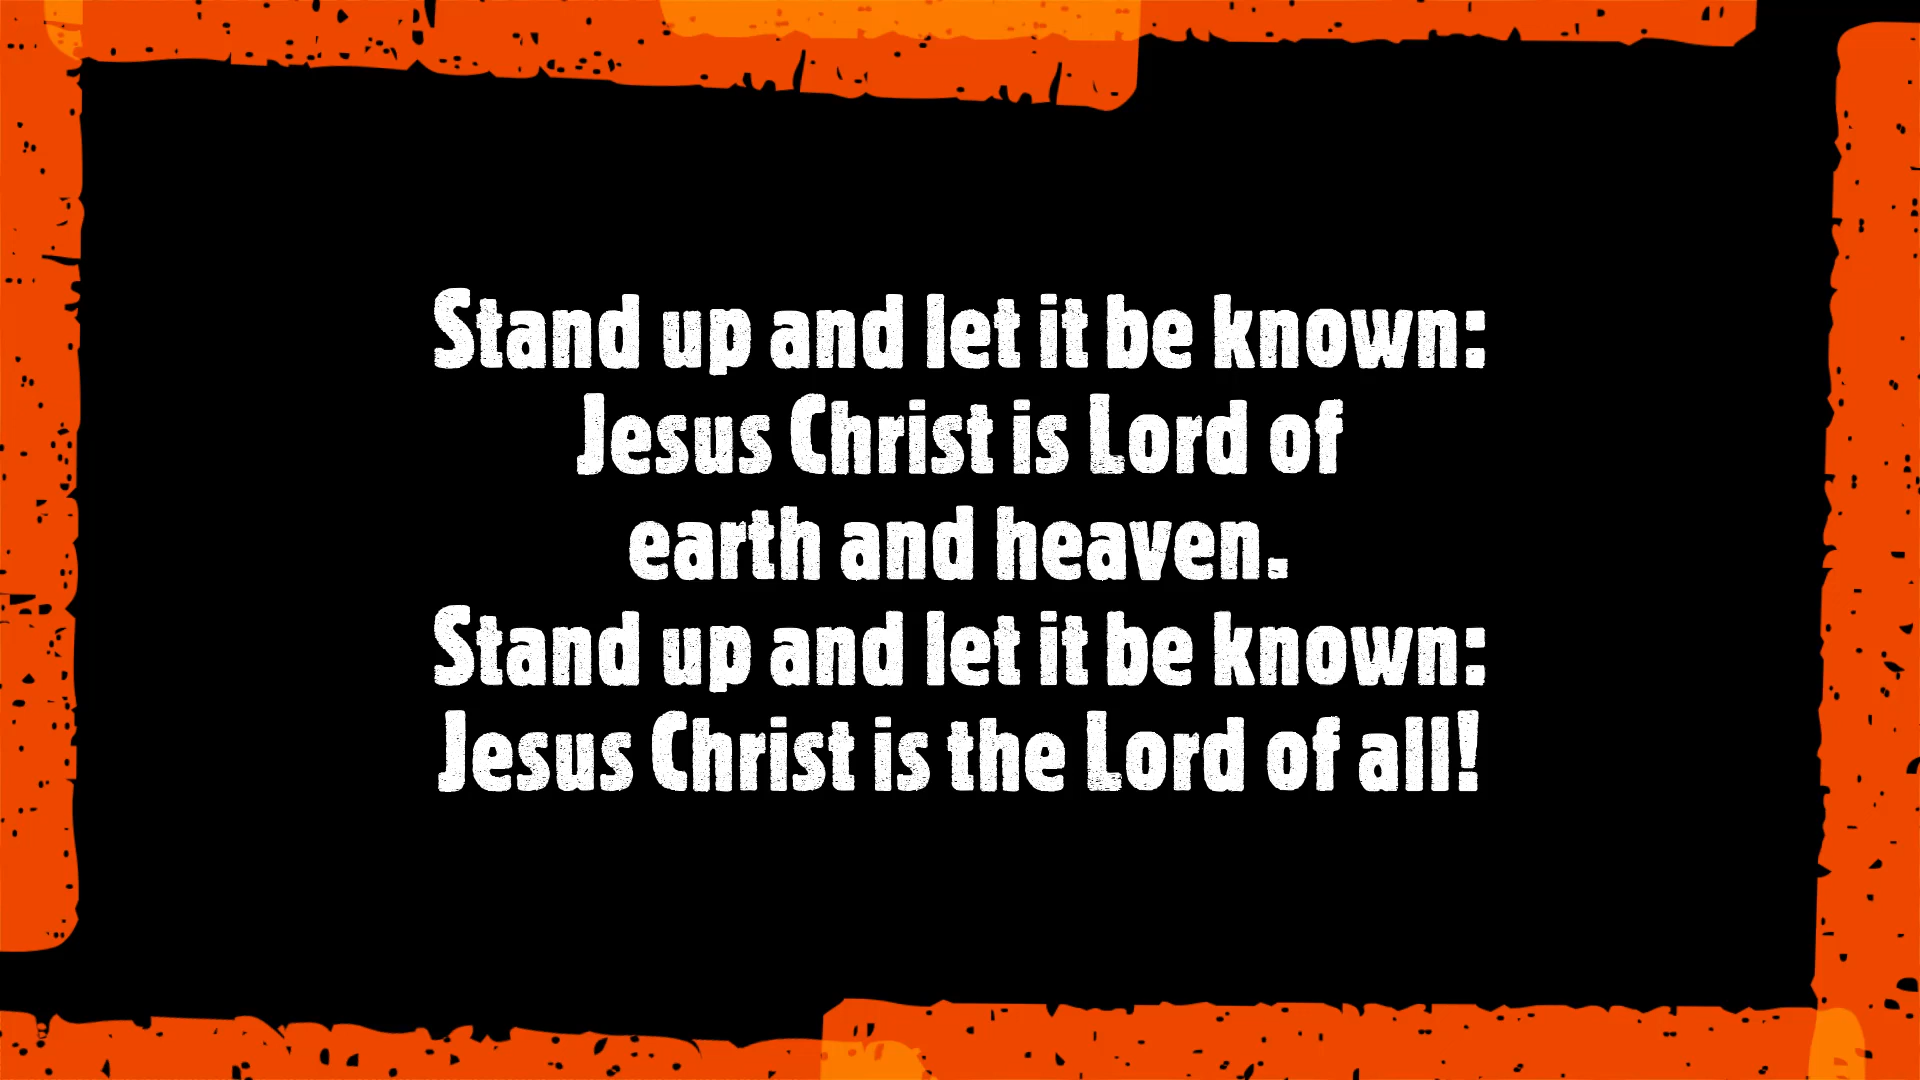 Stand up and let it be known:
Jesus Christ is Lord of
earth and heaven.
Stand up and let it be known:
Jesus Christ is the Lord of all!